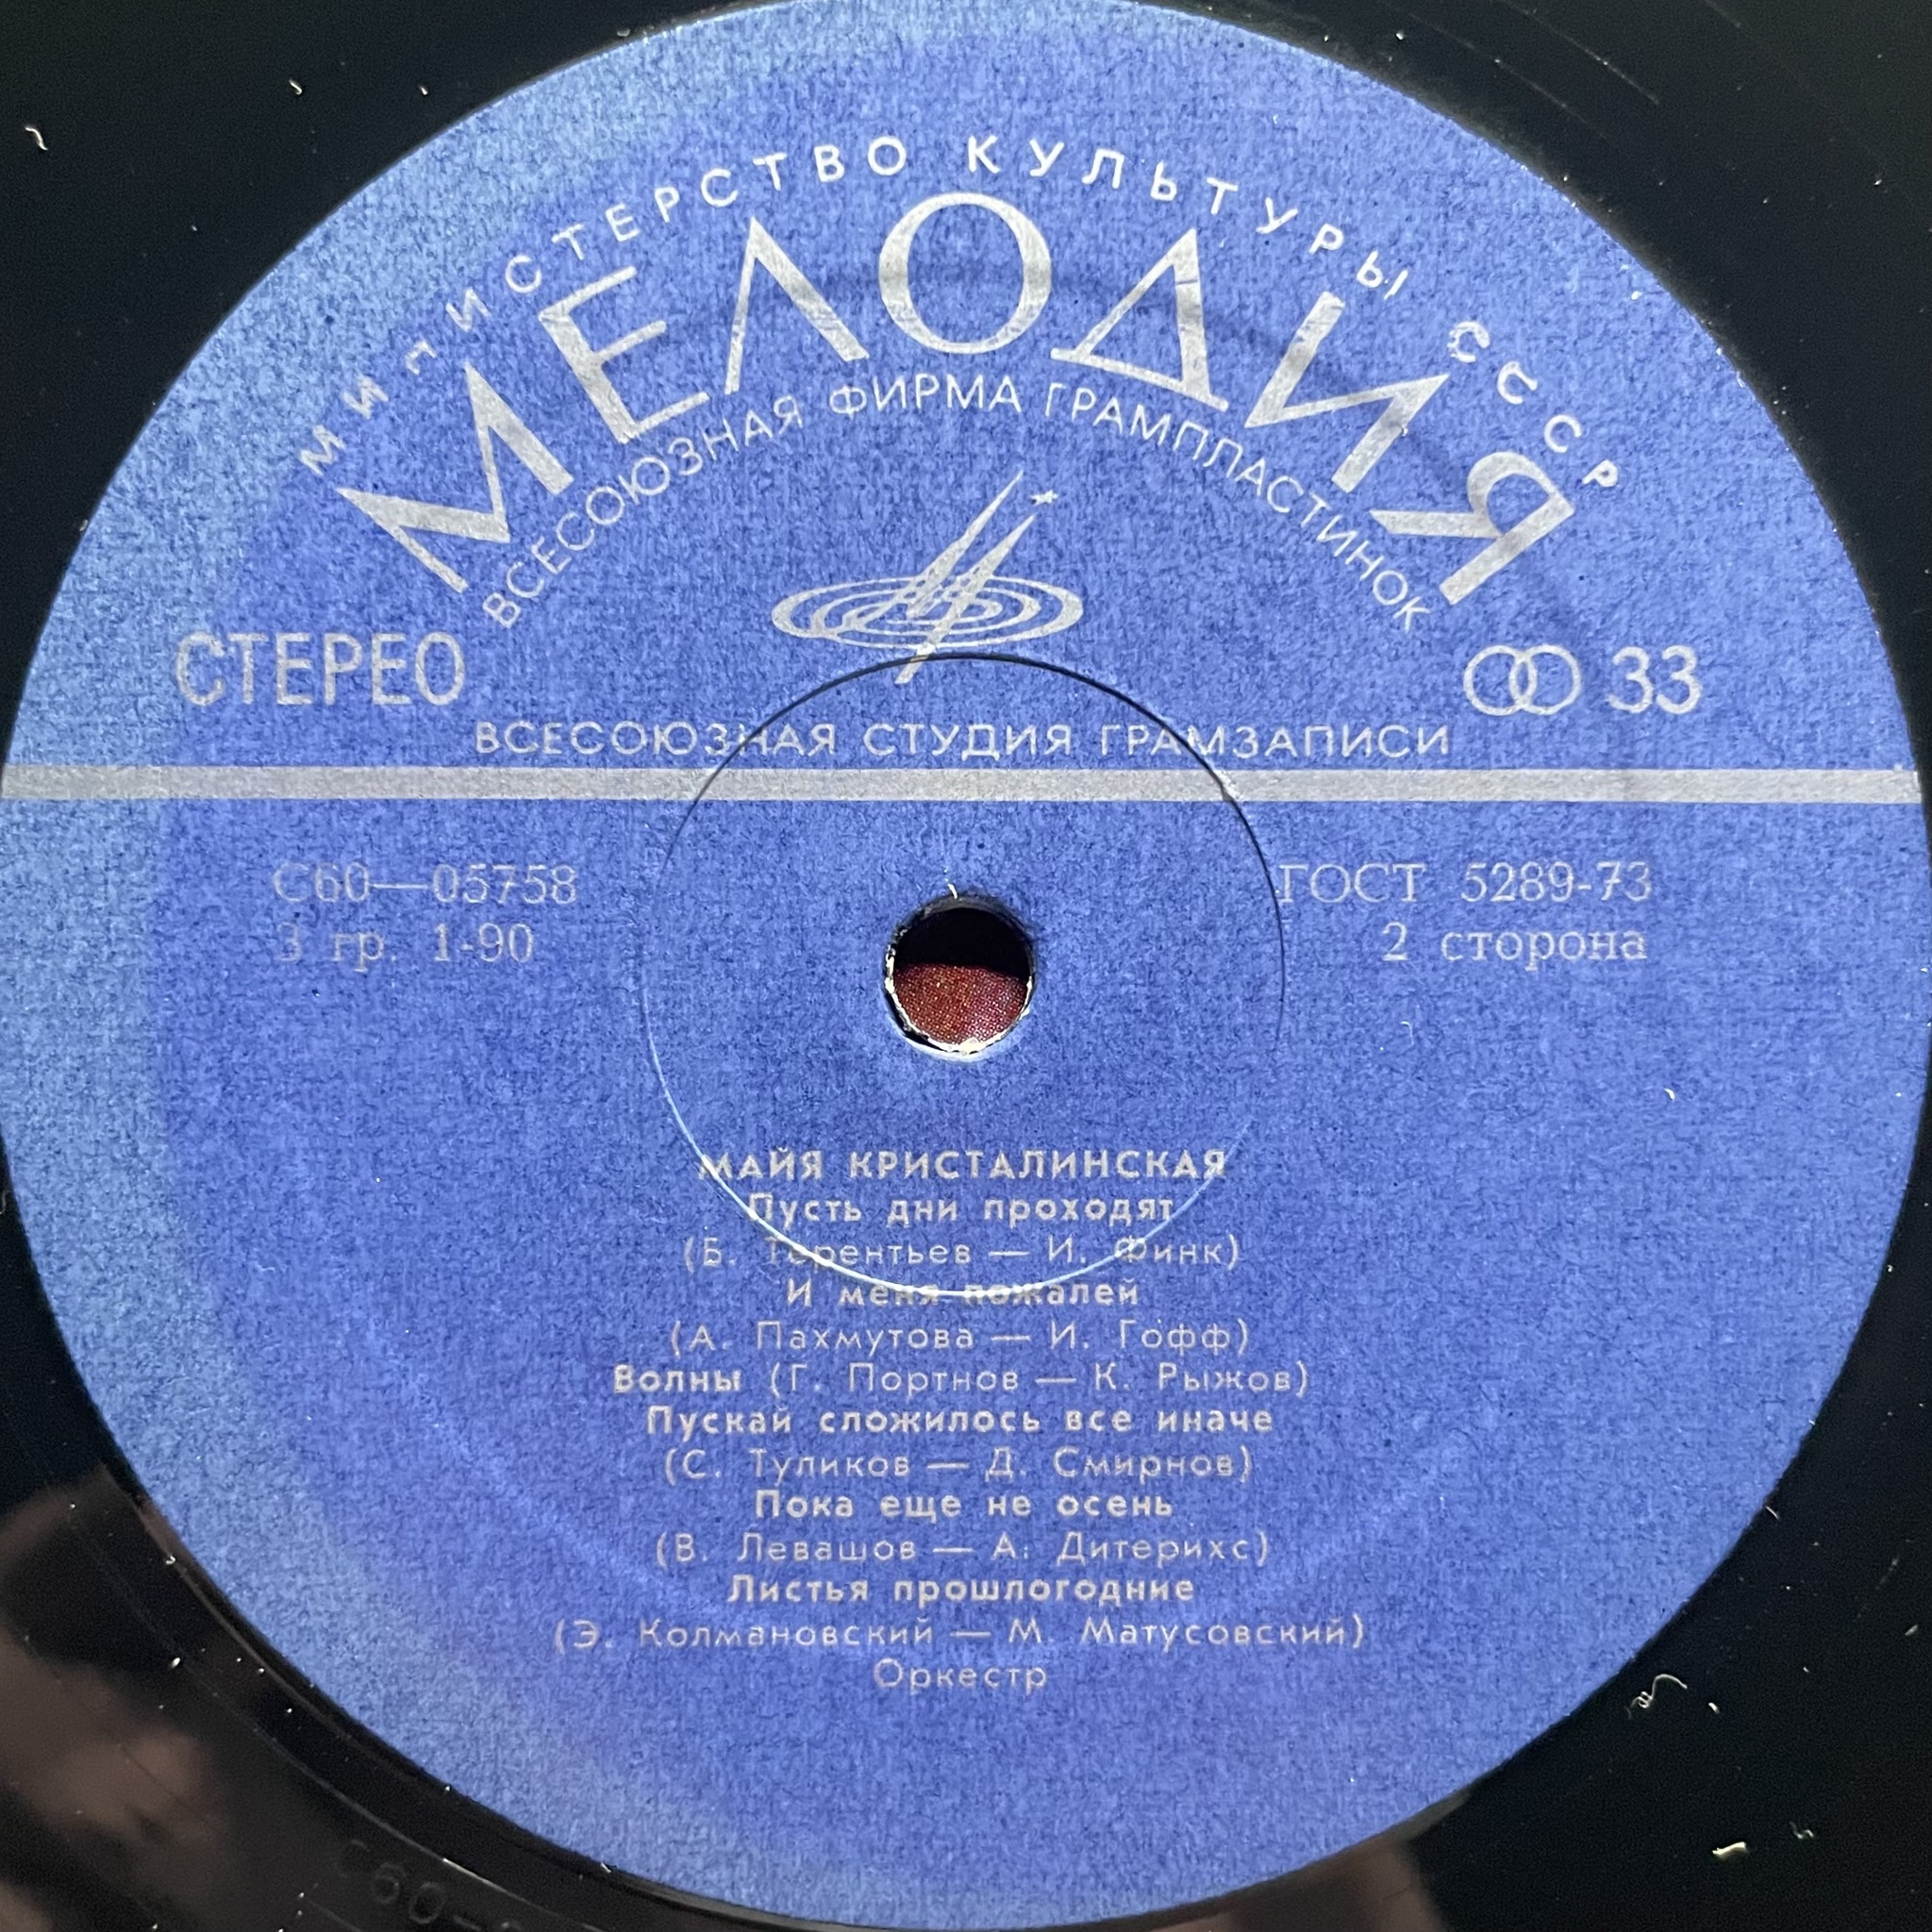 МИНИСТЕРСТВО КУЛЬТУРЫ СССР
МЕЛОДИЯ
ВСЕСОЮЗНАЯ ФИРМА ГРАМПЛАСТИНОК
СТЕРЕО
33
ВСЕСОЮЗНАЯ СТУДИЯ ГРАМЗАПИСИ
С60—05758
ГОСТ 5289-73
3 гр. 1-90
2 сторона
МАЙЯ КРИСТАЛИНСКАЯ
Пусть дни проходят
(Б. Терентьев — И. Финк)
И меня пожалей
(А. Пахмутова — И. Гофф)
Волны (Г. Портнов — К. Рыжов)
Пускай сложилось все иначе
(С. Туликов — Д. Смирнов)
Пока еще не осень
(В. Левашов — А. Дитерихс)
Листья прошлогодние
(Э. Колмановский — М. Матусовский)
Оркестр